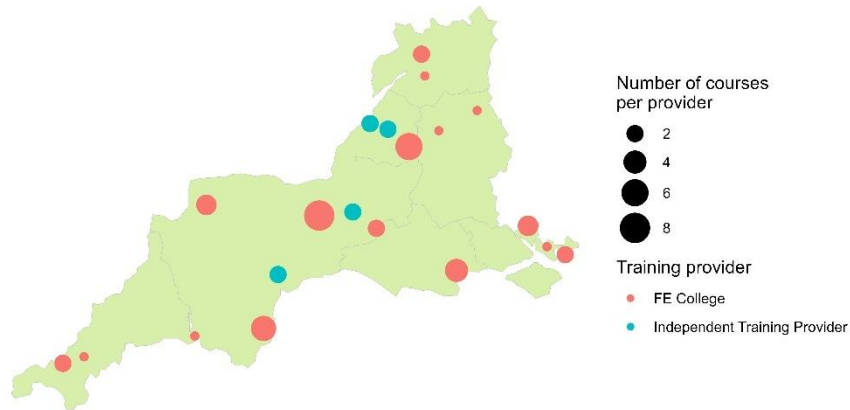 Number of courses
per provider
2
4
6
8
Training provider
FE College
Independent Training Provider